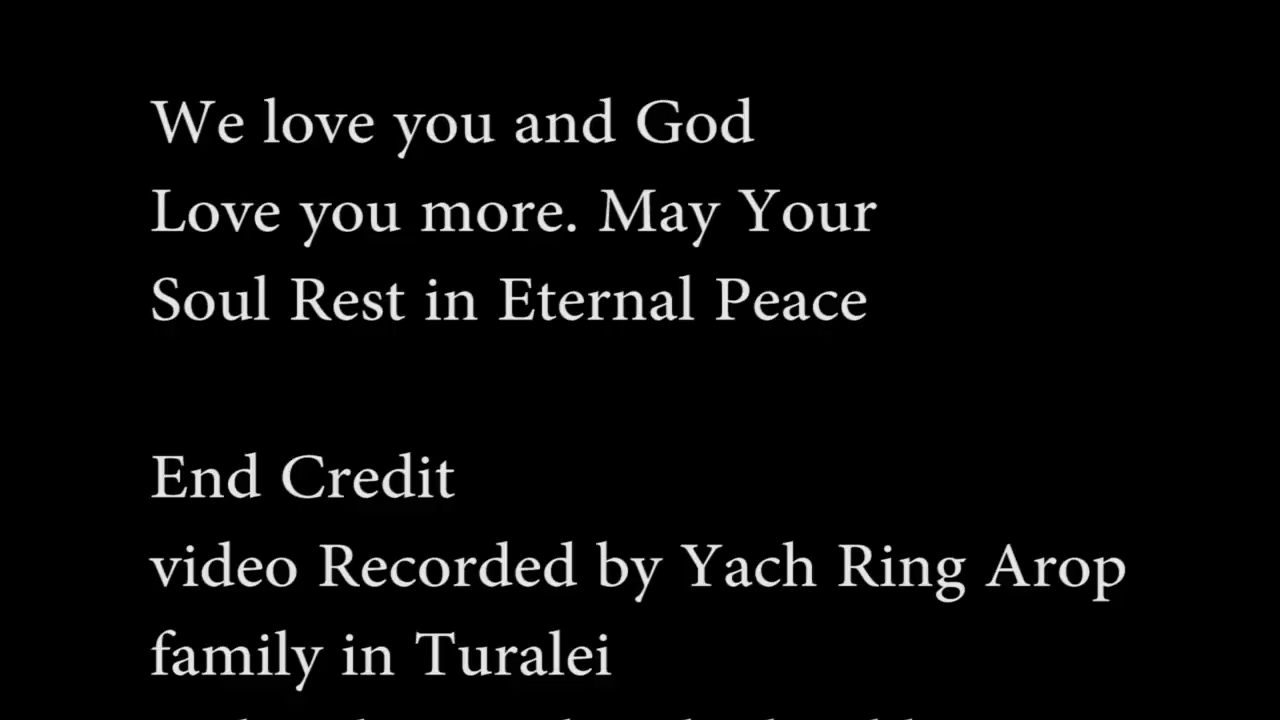 We love you and God
Love you more. May Your
Soul Rest in Eternal Peace
End Credit
video Recorded by Yach Ring Arop
family in Turalei